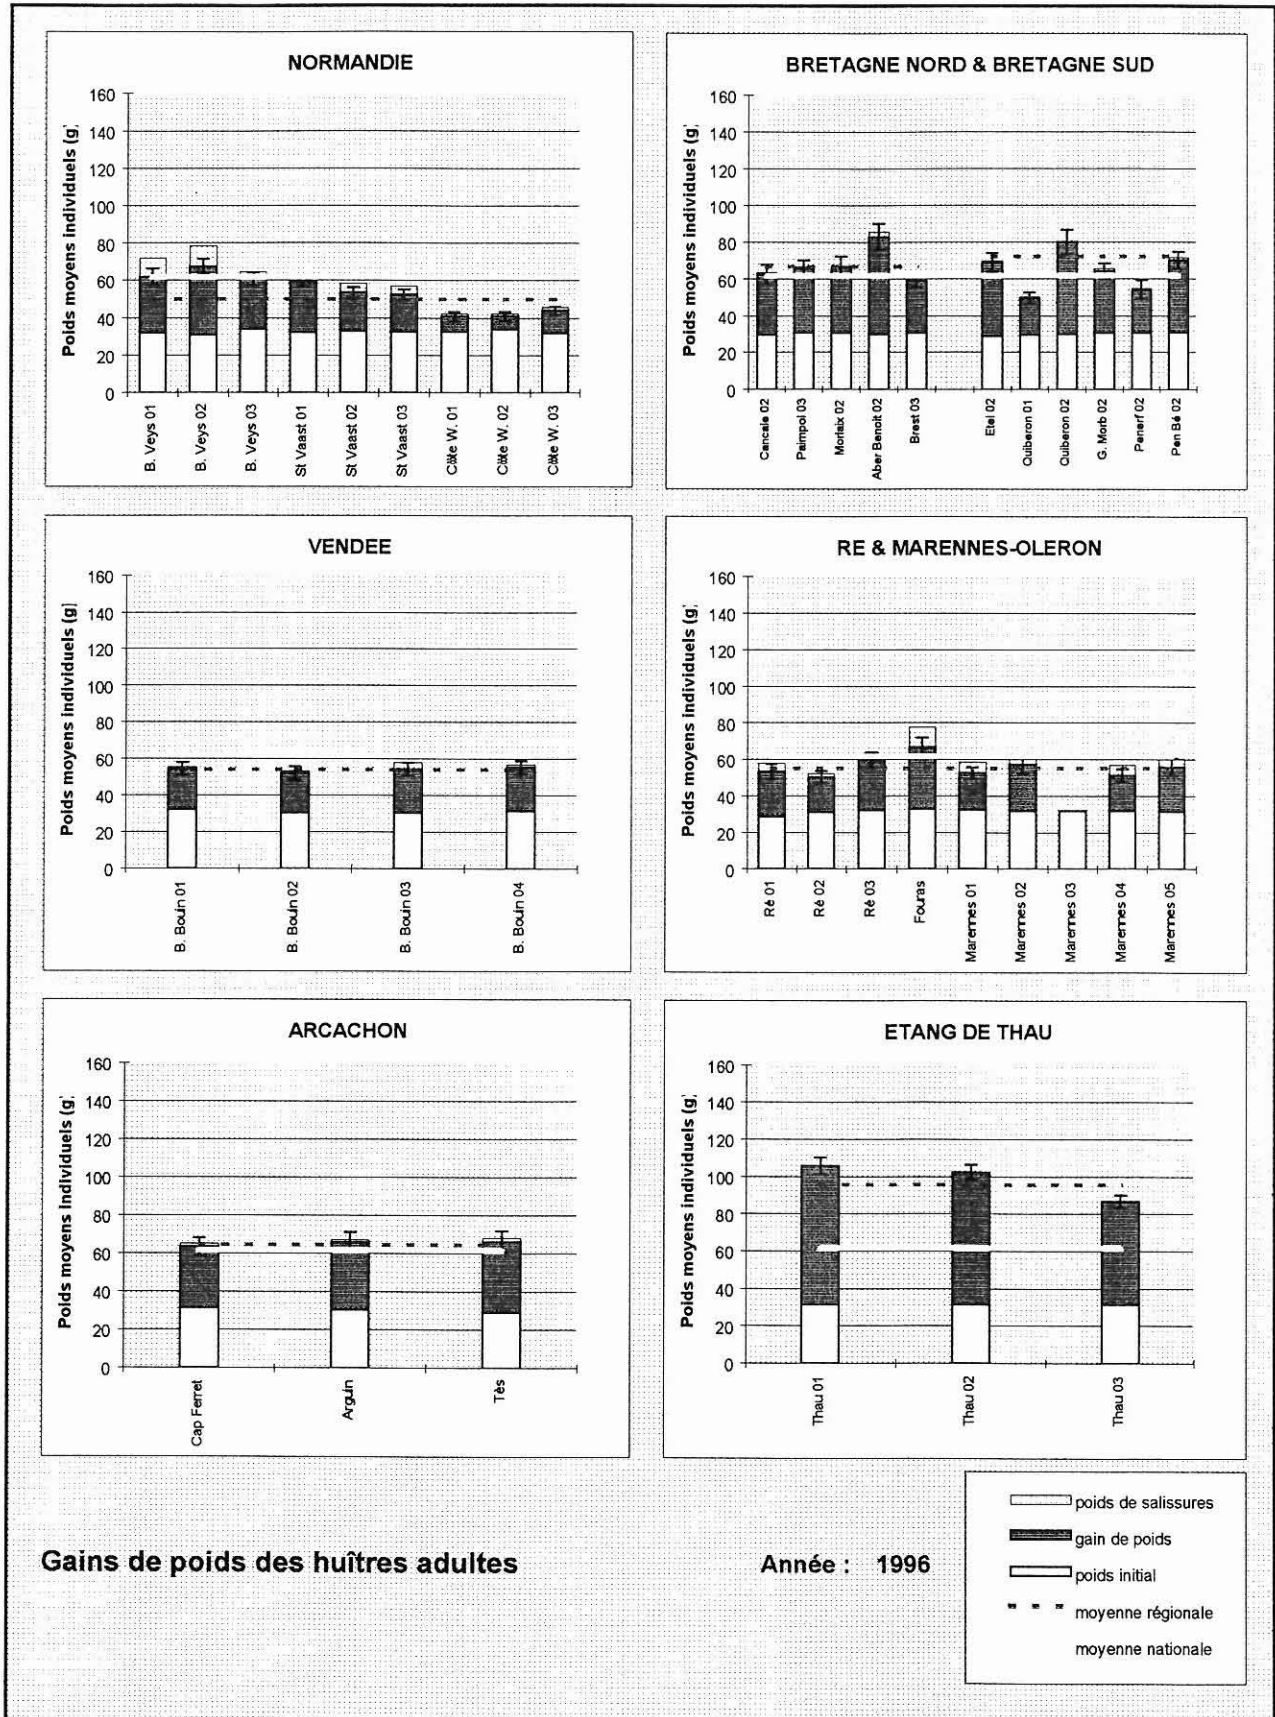 NORMANDIE
Poids moyens individuels (g)
160
140
120
100
80
60
40
20
0
B. Veys 01
B. Veys 02
B. Veys 03
St Vaast 01
St Vaast 02
St Vaast 03
Côte W. 01
Côte W. 02
Côte W. 03
BRETAGNE NORD & BRETAGNE SUD
Poids moyens individuels (g)
160
140
120
100
80
60
40
20
0
Cancale 02
Paimpol 03
Morlaix 02
Aber Benoit 02
Brest 03
Etel 02
Quiberon 01
Quiberon 02
G. Morb 02
Penerf 02
Pen Bé 02
VENDEE
Poids moyens individuels (g)
160
140
120
100
80
60
40
20
0
B. Bouin 01
B. Bouin 02
B. Bouin 03
B. Bouin 04
RE & MARENNES-OLERON
Poids moyens individuels (g)
160
140
120
100
80
60
40
20
0
Ré 01
Ré 02
Ré 03
Fouras
Marennes 01
Marennes 02
Marennes 03
Marennes 04
Marennes 05
ARCACHON
Poids moyens individuels (g)
160
140
120
100
80
60
40
20
0
Cap Ferret
Arguin
Tès
ETANG DE THAU
Poids moyens individuels (g)
160
140
120
100
80
60
40
20
0
Thau 01
Thau 02
Thau 03
Gains de poids des huîtres adultes
Année : 1996
poids de salissures
gain de poids
poids initial
moyenne régionale
moyenne nationale